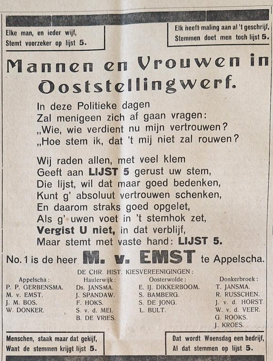 Elke man, en ieder wijf,
Stemt voorzeker op lijst 5.
Elk heeft maling aan al 't geschrijf,
Stemmen doet men toch lijst 5.
Mannen en Vrouwen in
Ooststellingwerf.
In deze Politieke dagen
Zal menigeen zich af gaan vragen:
„Wie, wie verdient nu mijn vertrouwen?
„Hoe stem ik, dat 't mij niet zal rouwen?
Wij raden allen, met veel klem
Geeft aan LIJST 5 gerust uw stem,
Die lijst, wil dat maar goed bedenken,
Kunt g' absoluut vertrouwen schenken,
En daarom straks goed opgelet,
Als g'-uwen voet in 't stemhok zet,
Vergist U niet, in dat verblijf,
Maar stemt met vaste hand: LIJST 5.
No. 1 is de heer M. v. EMST te Appelscha.
DE CHR. HIST. KIESVEREENIGINGEN:
Appelscha:
P. P. GERBENSMA.
M. v. EMST.
J. M. BOS.
W. DONKER.
Haulerwijk:
Ds. JANSMA.
J. SPANDAW.
F. HOKS.
S. v. d. MEI.
B. DE VRIES.
Oosterwolde:
E. IJ. DIKKERBOOM.
S. BAMBERG.
S. DE JONG.
L. BULT.
Donkerbroek:
T. JANSMA.
R. RUSSCHEN.
J. v. d. HORST
W. v. d. VEER.
G. ROOKS.
J. KROES.
Menschen, staak maar dat gekijf,
Want de stemmen krijgt lijst 5.
Dat wordt Woensdag een bedrijf,
Al dat stemmen op lijst 5.